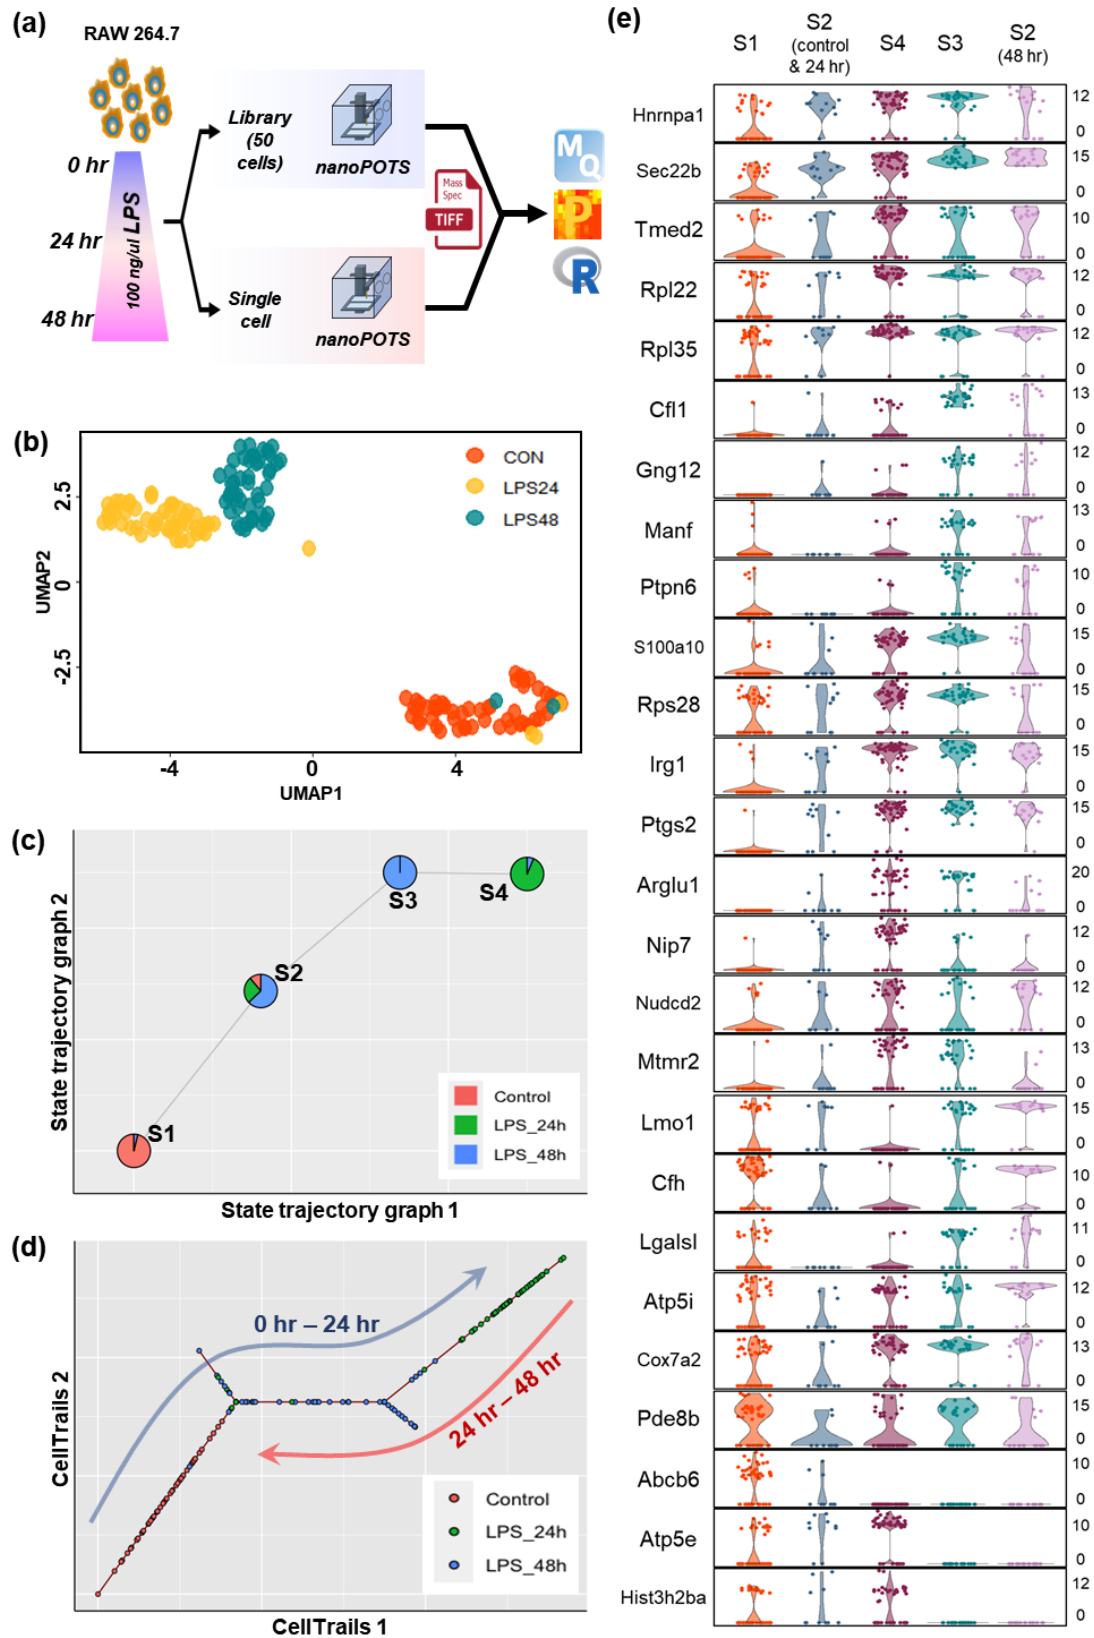 (a)
RAW 264.7
0 hr
24 hr
48 hr
100 ng/ul LPS
Library
(50
cells)
nanoPOTS
Single
cell
nanoPOTS
Mass
Spec
TIFF
M
Q
P
R
(b)
CON
LPS24
LPS48
2.5
0
-2.5
UMAP2
-4
0
4
UMAP1
(c)
S1
S2
S3
S4
Control
LPS_24h
LPS_48h
State trajectory graph 2
State trajectory graph 1
(d)
0 hr – 24 hr
24 hr – 48 hr
Control
LPS_24h
LPS_48h
CellTrails 2
CellTrails 1
(e)
S1
S2
(control
& 24 hr)
S4
S3
S2
(48 hr)
Hnrnpa1 12 0
Sec22b 15 0
Tmed2 10 0
Rpl22 12 0
Rpl35 12 0
Cfl1 13 0
Gng12 12 0
Manf 13 0
Ptpn6 10 0
S100a10 15 0
Rps28 15 0
Irg1 15 0
Ptgs2 15 0
Arglu1 20 0
Nip7 12 0
Nudcd2 12 0
Mtmr2 13 0
Lmo1 15 0
Cfh 10 0
Lgalsl 11 0
Atp5i 12 0
Cox7a2 13 0
Pde8b 15 0
Abcb6 10 0
Atp5e 10 0
Hist3h2ba 12 0